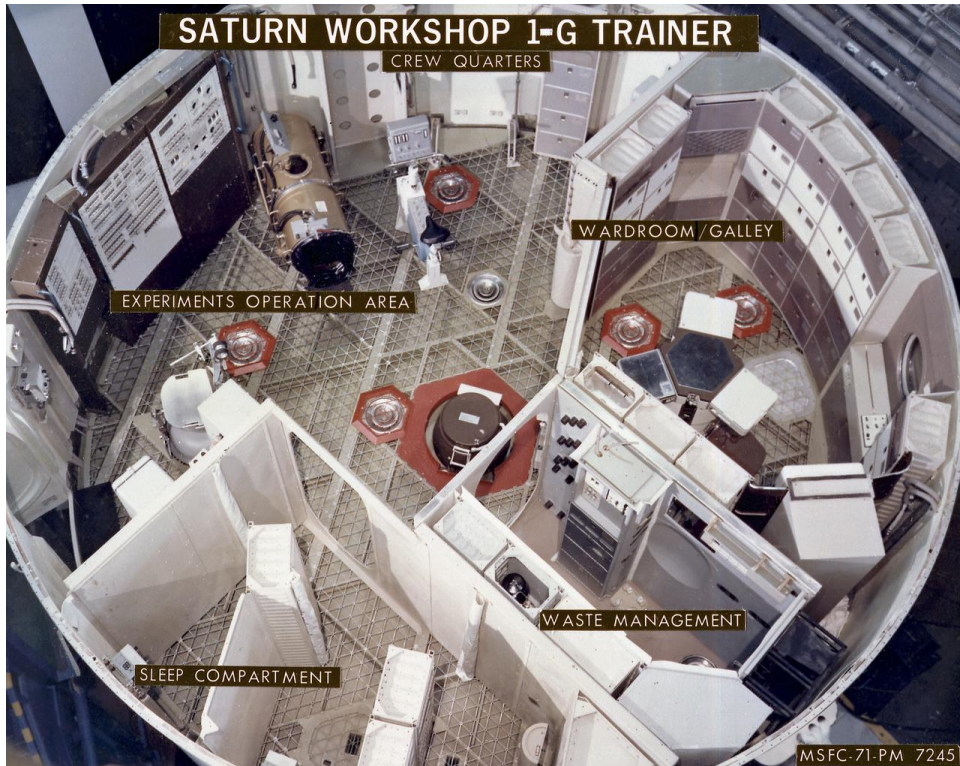 SATURN WORKSHOP 1-G TRAINER
CREW QUARTERS
WARDROOM/GALLEY
EXPERIMENTS OPERATION AREA
WASTE MANAGEMENT
SLEEP COMPARTMENT
MSFC-71-PM 7245